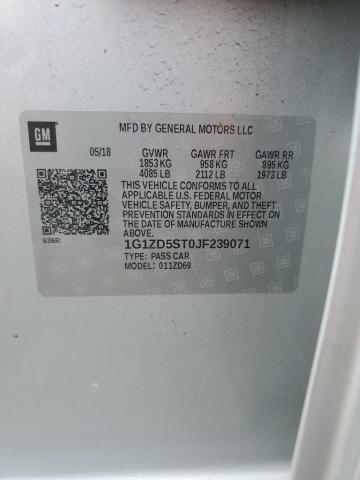 GM
MFD BY GENERAL MOTORS LLC
05/18 GVWR GAWR FRT GAWR RR
1853 KG 958 KG 895 KG
4085 LB 2112 LB 1973 LB
THIS VEHICLE CONFORMS TO ALL
APPLICABLE U.S. FEDERAL MOTOR
VEHICLE SAFETY, BUMPER, AND THEFT
PREVENTION STANDARDS IN EFFECT ON
THE DATE OF MANUFACTURE SHOWN
ABOVE.
636R
1G1ZD5ST0JF239071
TYPE: PASS CAR
MODEL: 011ZD69